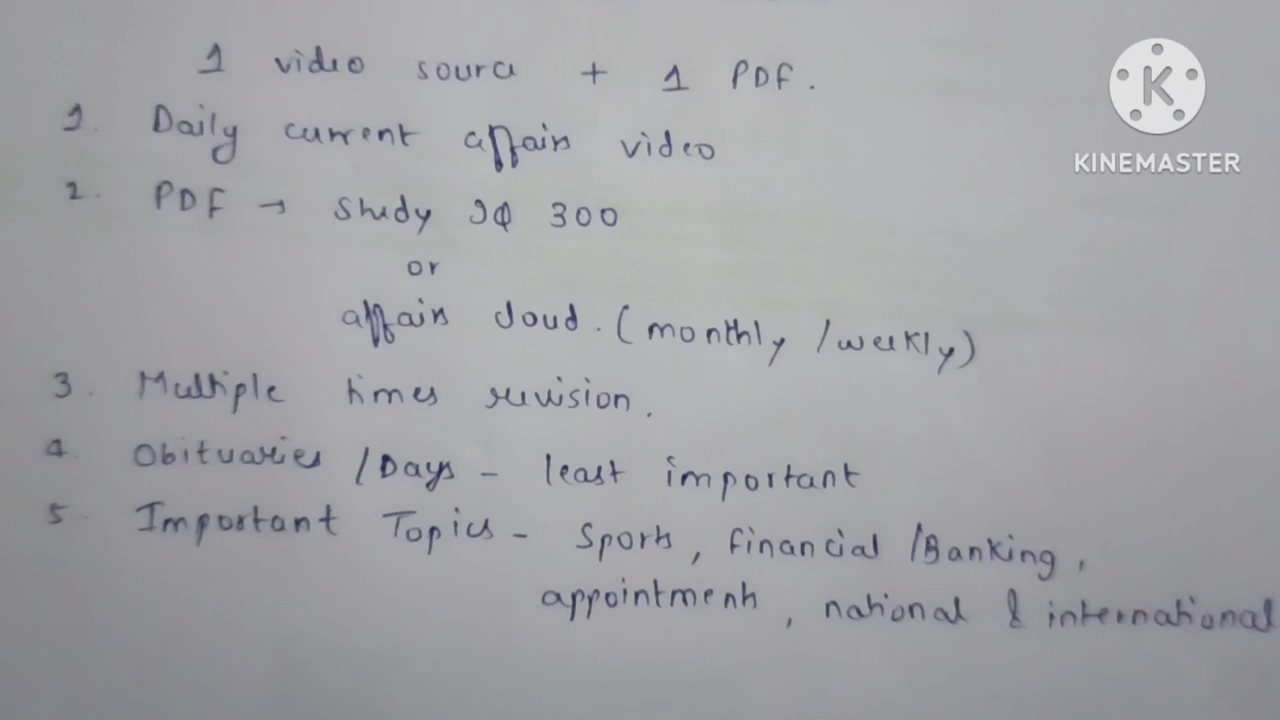 1 video source + 1 PDF.
1. Daily current affairs video
2. PDF → Study IQ 300
or
affairs cloud. (monthly / weekly)
3. Multiple times revision.
4. Obituaries / Days - least important
5. Important Topics - Sports, financial / Banking,
appointments, national & international
K
KINEMASTER